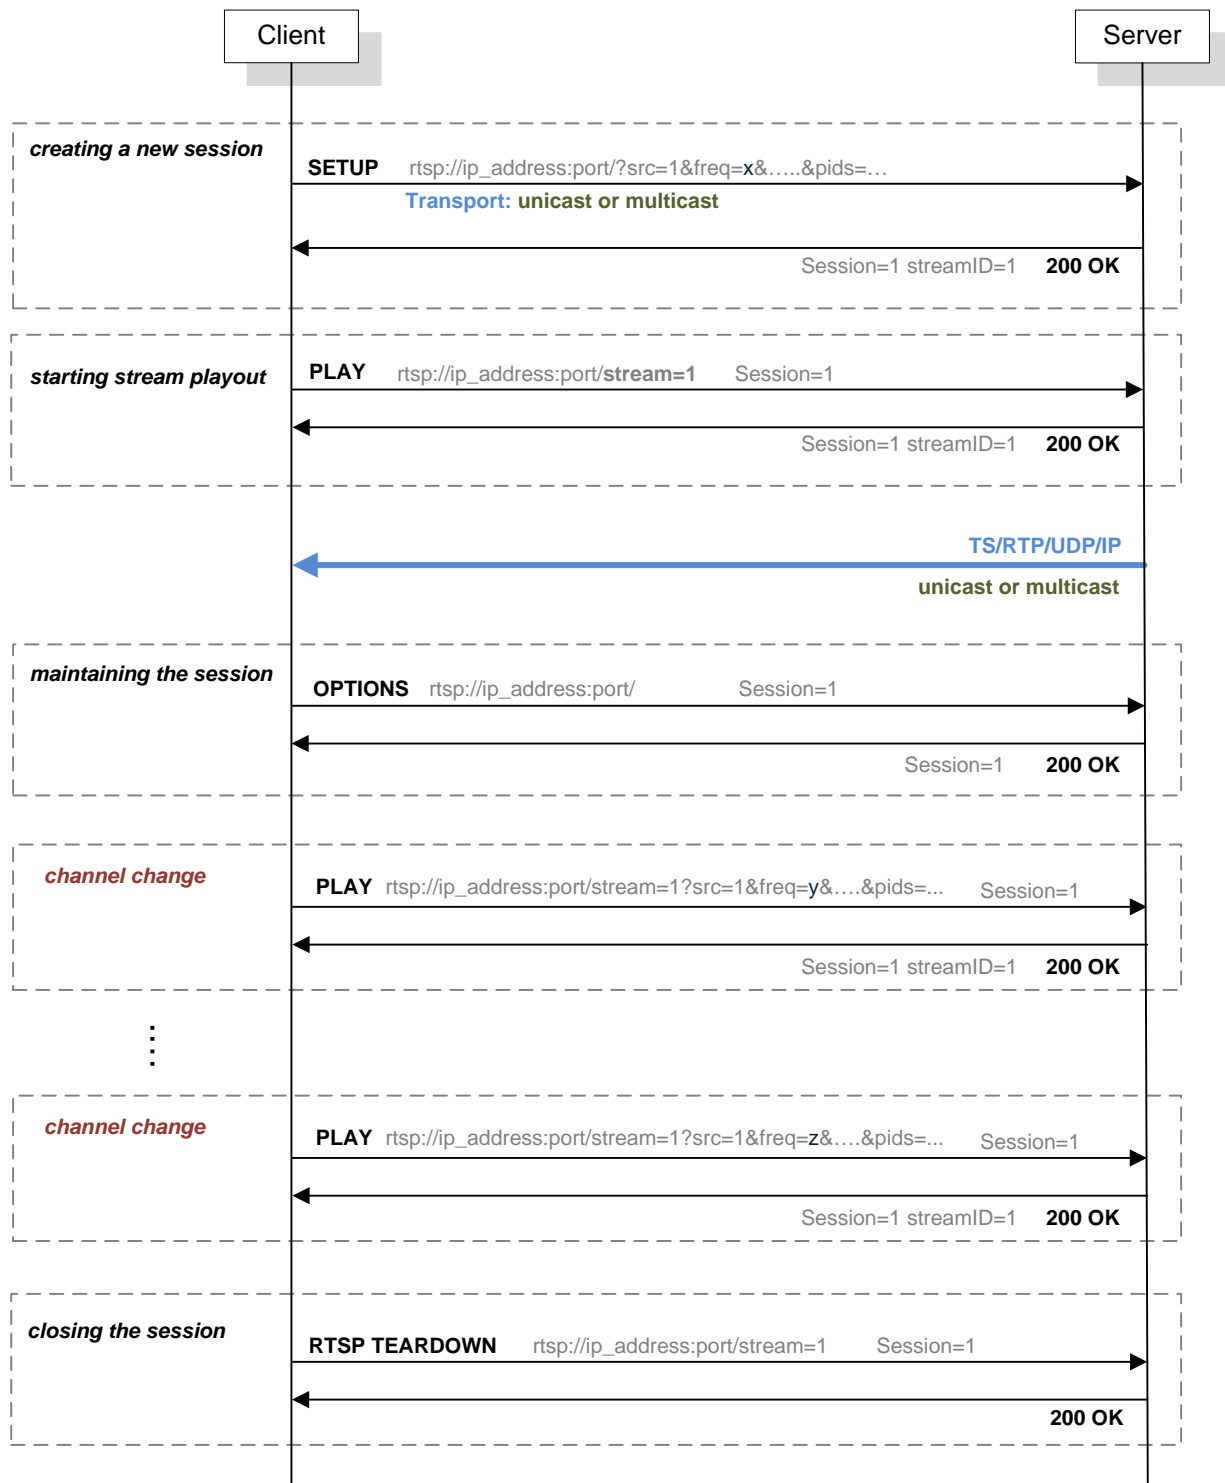 Client
Server
creating a new session
SETUP rtsp://ip_address:port/?src=1&freq=x&…..&pids=…
Transport: unicast or multicast
Session=1 streamID=1 200 OK
starting stream playout
PLAY rtsp://ip_address:port/stream=1 Session=1
Session=1 streamID=1 200 OK
TS/RTP/UDP/IP
unicast or multicast
maintaining the session
OPTIONS rtsp://ip_address:port/ Session=1
Session=1 200 OK
channel change
PLAY rtsp://ip_address:port/stream=1?src=1&freq=y&….&pids=... Session=1
Session=1 streamID=1 200 OK
channel change
PLAY rtsp://ip_address:port/stream=1?src=1&freq=z&….&pids=... Session=1
Session=1 streamID=1 200 OK
closing the session
RTSP TEARDOWN rtsp://ip_address:port/stream=1 Session=1
200 OK